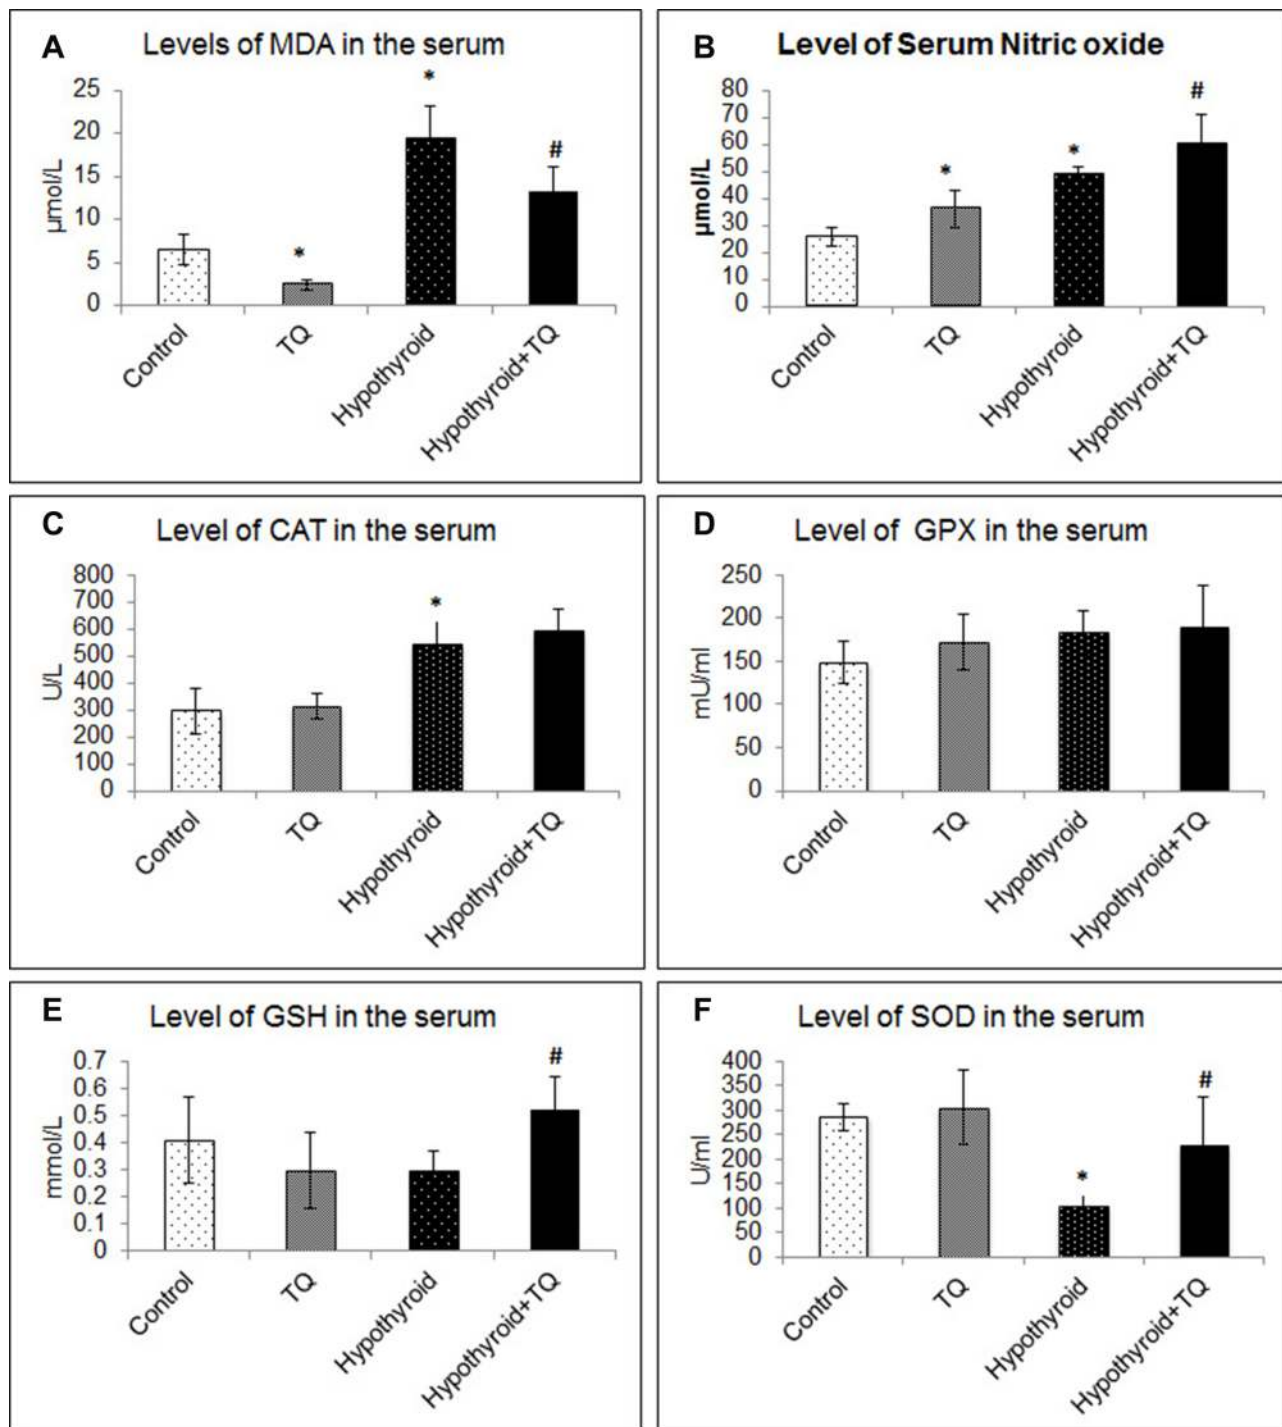 A Levels of MDA in the serum
*
25
20
15
10
5
0
µmol/L
*
#
Control
TQ
Hypothyroid
Hypothyroid+TQ
B Level of Serum Nitric oxide
80
70
60
50
40
30
20
10
0
µmol/L
*
*
#
Control
TQ
Hypothyroid
Hypothyroid+TQ
C Level of CAT in the serum
800
700
600
500
400
300
200
100
0
U/L
*
Control
TQ
Hypothyroid
Hypothyroid+TQ
D Level of GPX in the serum
250
200
150
100
50
0
mU/ml
Control
TQ
Hypothyroid
Hypothyroid+TQ
E Level of GSH in the serum
0.7
0.6
0.5
0.4
0.3
0.2
0.1
0
mmol/L
#
Control
TQ
Hypothyroid
Hypothyroid+TQ
F Level of SOD in the serum
400
350
300
250
200
150
100
50
0
U/ml
*
#
Control
TQ
Hypothyroid
Hypothyroid+TQ